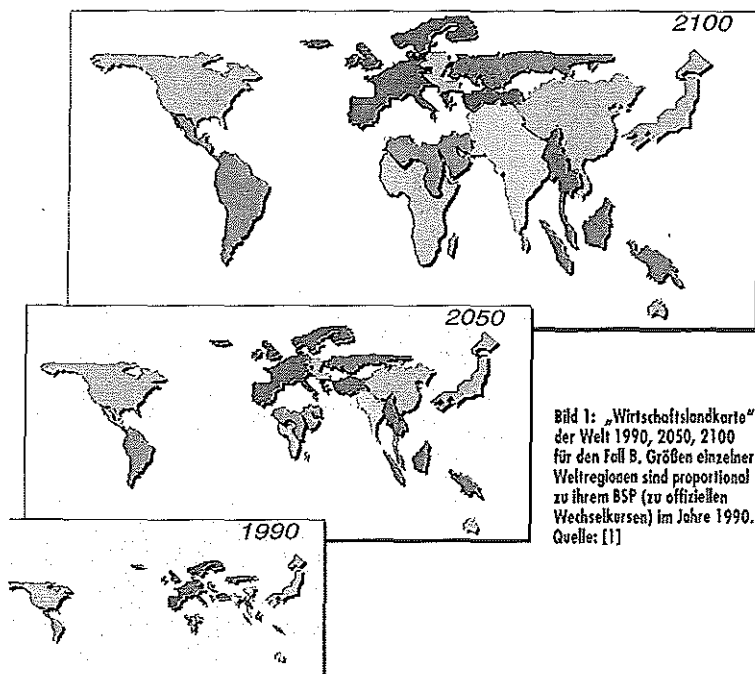 2100
2050
1990
Bild 1: „Wirtschaftslandkarte“
der Welt 1990, 2050, 2100
für den Fall B. Größen einzelner
Weltregionen sind proportional
zu ihrem BSP (zu offiziellen
Wechselkursen) im Jahre 1990.
Quelle: [1]